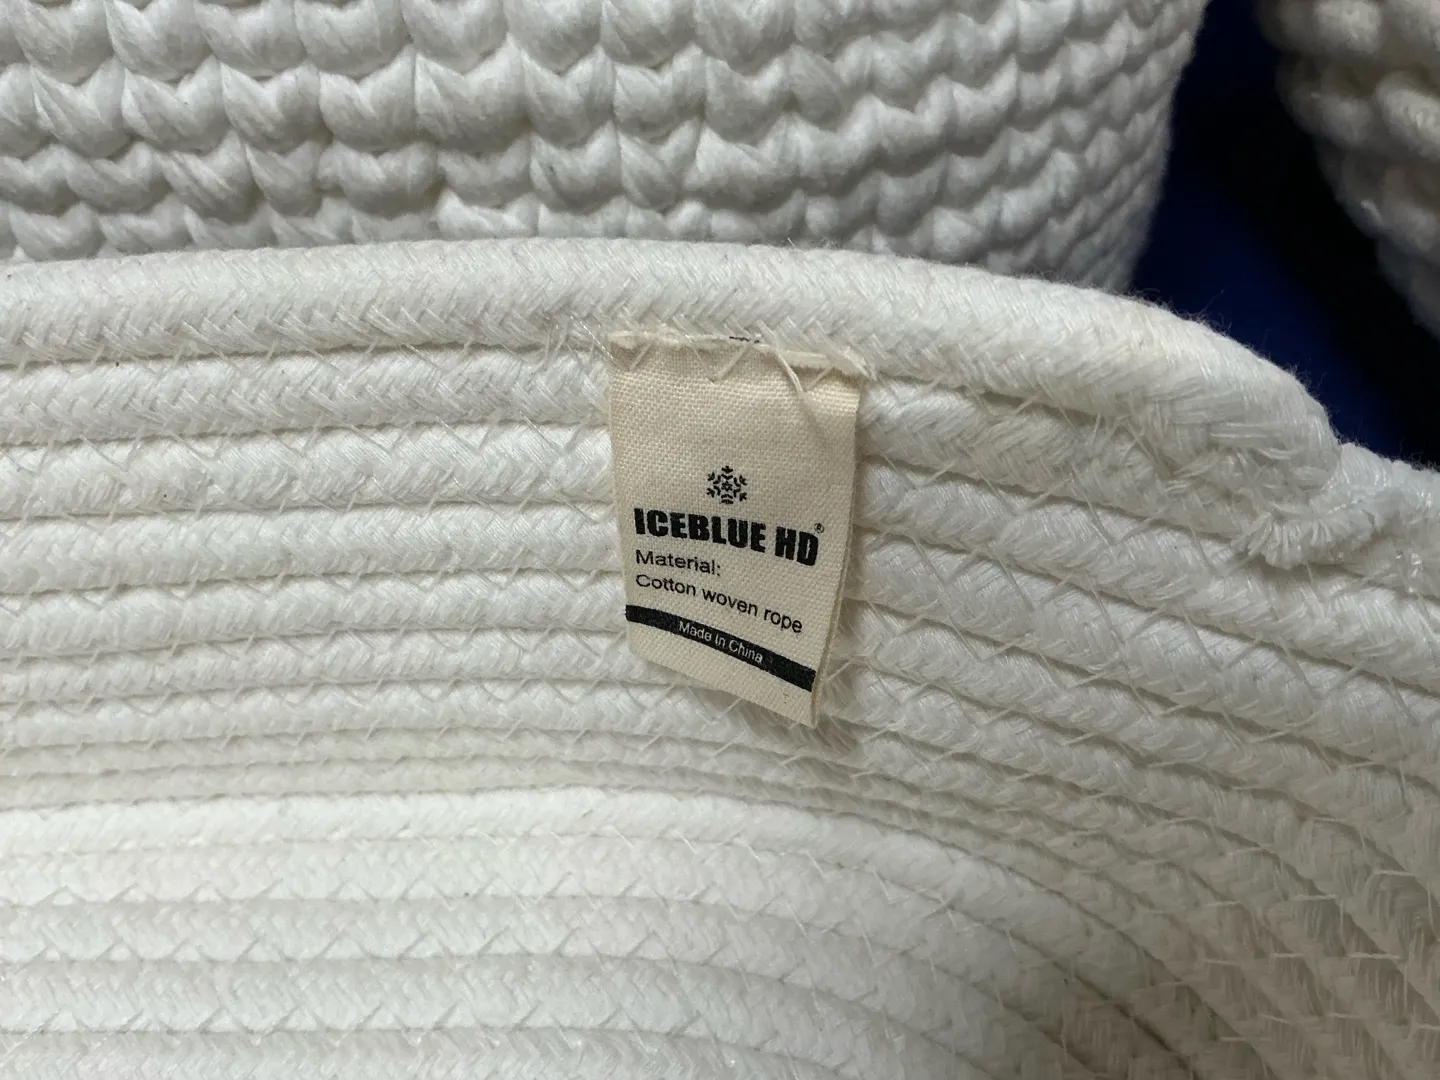 ICEBLUE HD®
Material:
Cotton woven rope
Made in China